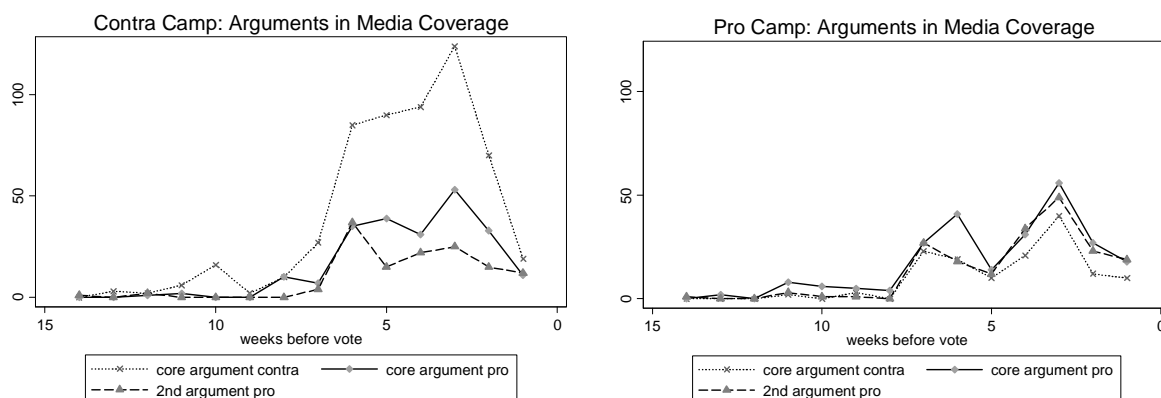 Contra Camp: Arguments in Media Coverage
100
50
0
15 10 5 0
weeks before vote
core argument contra core argument pro
2nd argument pro
Pro Camp: Arguments in Media Coverage
100
50
0
15 10 5 0
weeks before vote
core argument contra core argument pro
2nd argument pro